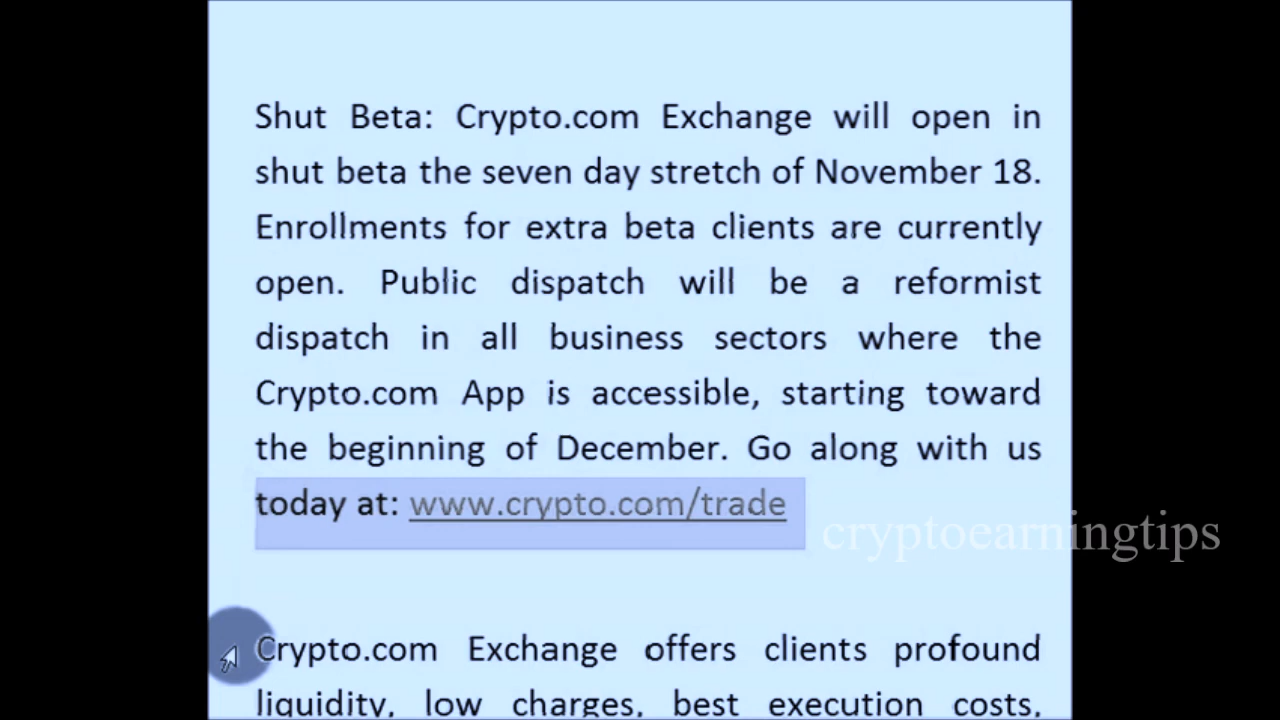 Shut Beta: Crypto.com Exchange will open in
shut beta the seven day stretch of November 18.
Enrollments for extra beta clients are currently
open. Public dispatch will be a reformist
dispatch in all business sectors where the
Crypto.com App is accessible, starting toward
the beginning of December. Go along with us
today at: www.crypto.com/trade
cryptoearningtips
Crypto.com Exchange offers clients profound
liquidity, low charges, best execution costs,